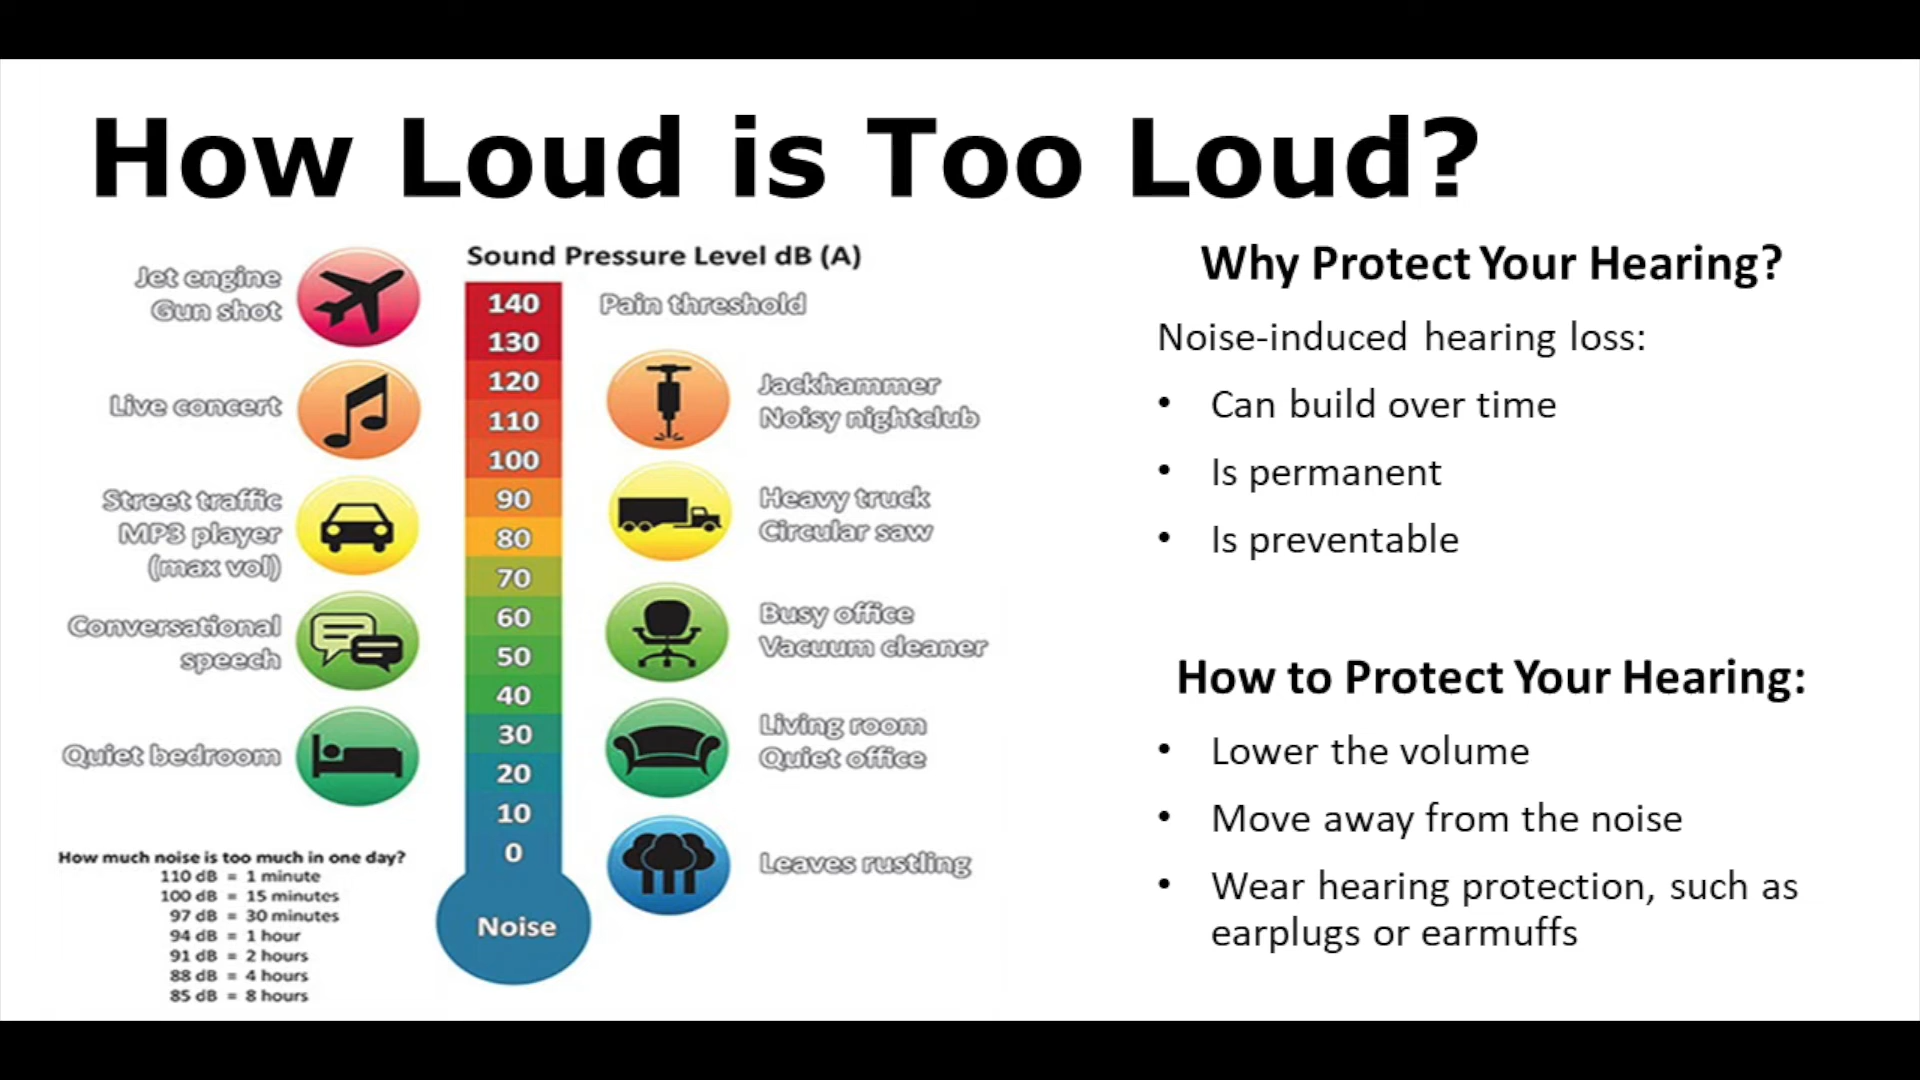 How Loud is Too Loud?
Sound Pressure Level dB (A)
Jet engine
Gun shot
Live concert
Street traffic
MP3 player
(max vol)
Conversational
speech
Quiet bedroom
140
130
120
110
100
90
80
70
60
50
40
30
20
10
0
Noise
Pain threshold
Jackhammer
Noisy nightclub
Heavy truck
Circular saw
Busy office
Vacuum cleaner
Living room
Quiet office
Leaves rustling
How much noise is too much in one day?
110 dB = 1 minute
100 dB = 15 minutes
97 dB = 30 minutes
94 dB = 1 hour
91 dB = 2 hours
88 dB = 4 hours
85 dB = 8 hours
Why Protect Your Hearing?
Noise-induced hearing loss:
• Can build over time
• Is permanent
• Is preventable
How to Protect Your Hearing:
• Lower the volume
• Move away from the noise
• Wear hearing protection, such as
earplugs or earmuffs